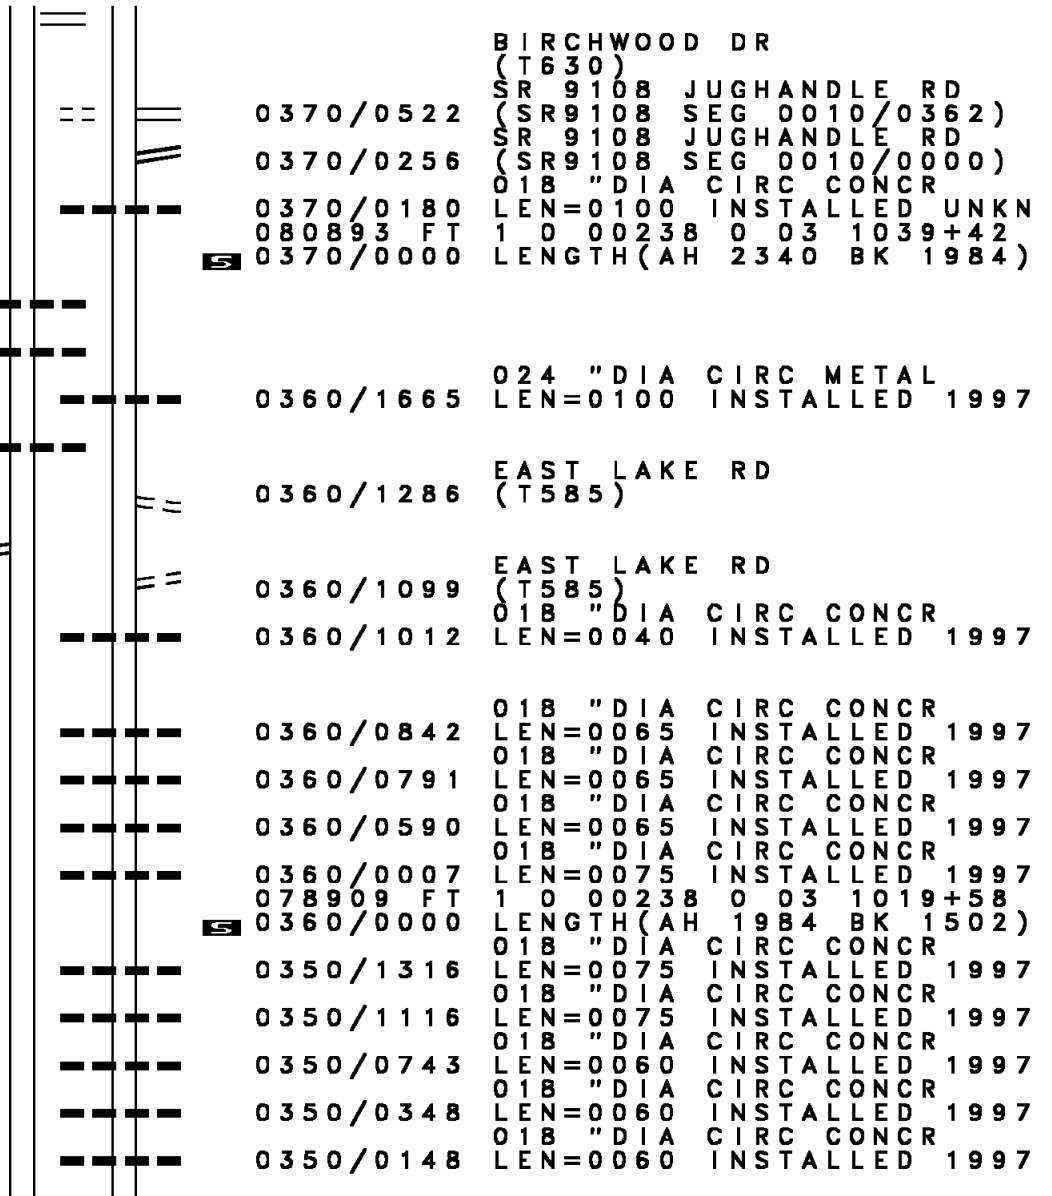 BIRCHWOOD DR
(T630)
SR 9108 JUGHANDLE RD
0370/0522 (SR9108 SEG 0010/0362)
SR 9108 JUGHANDLE RD
0370/0256 (SR9108 SEG 0010/0000)
018 "DIA CIRC CONCR
0370/0180 LEN=0100 INSTALLED UNKN
080893 FT 1 0 00238 0 03 1039+42
S 0370/0000 LENGTH(AH 2340 BK 1984)
024 "DIA CIRC METAL
0360/1665 LEN=0100 INSTALLED 1997
EAST LAKE RD
0360/1286 (T585)
EAST LAKE RD
0360/1099 (T585)
018 "DIA CIRC CONCR
0360/1012 LEN=0040 INSTALLED 1997
018 "DIA CIRC CONCR
0360/0842 LEN=0065 INSTALLED 1997
018 "DIA CIRC CONCR
0360/0791 LEN=0065 INSTALLED 1997
018 "DIA CIRC CONCR
0360/0590 LEN=0065 INSTALLED 1997
018 "DIA CIRC CONCR
0360/0007 LEN=0075 INSTALLED 1997
078909 FT 1 0 00238 0 03 1019+58
S 0360/0000 LENGTH(AH 1984 BK 1502)
018 "DIA CIRC CONCR
0350/1316 LEN=0075 INSTALLED 1997
018 "DIA CIRC CONCR
0350/1116 LEN=0075 INSTALLED 1997
018 "DIA CIRC CONCR
0350/0743 LEN=0060 INSTALLED 1997
018 "DIA CIRC CONCR
0350/0348 LEN=0060 INSTALLED 1997
018 "DIA CIRC CONCR
0350/0148 LEN=0060 INSTALLED 1997